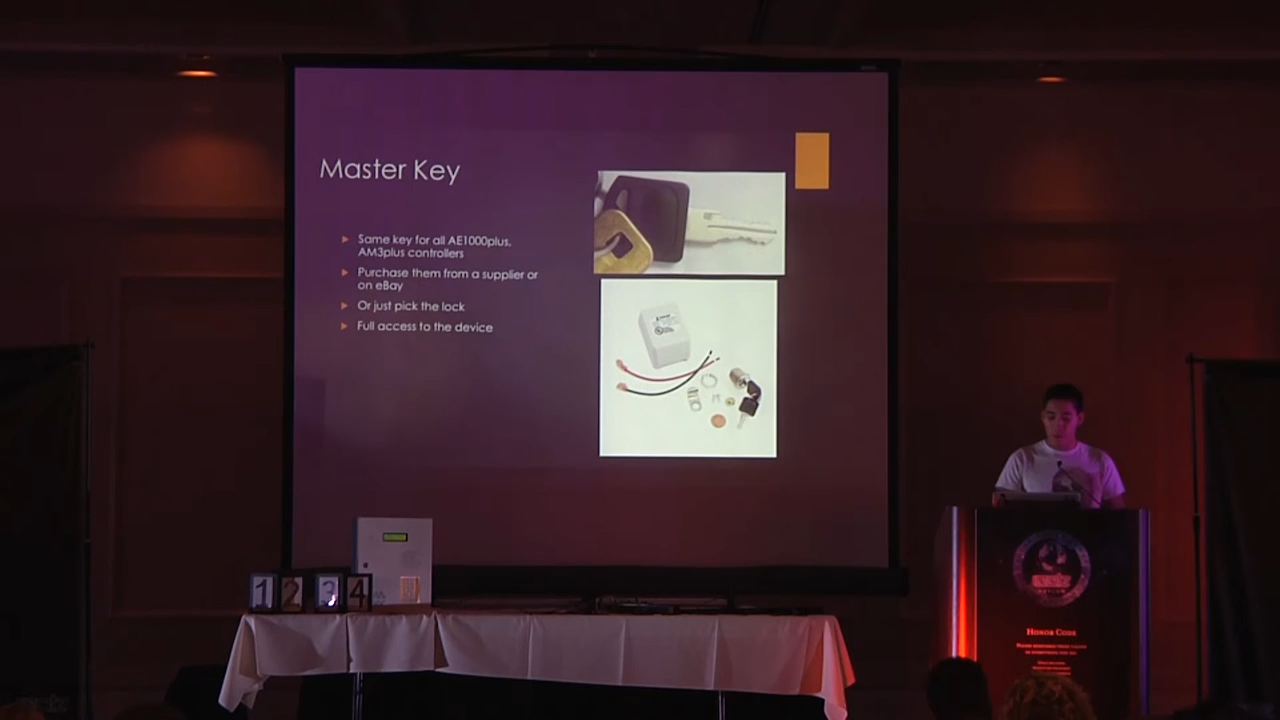 Master Key
Same key for all AE1000plus,
AM3plus controllers
Purchase them from a supplier or
on eBay
Or just pick the lock
Full access to the device
1 2 3 4
HONOR CODE